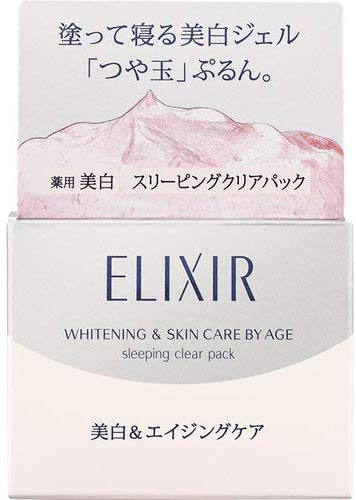 塗って寝る美白ジェル
「つや玉」ぷるん。
薬用 美白 スリーピングクリアパック
ELIXIR
WHITENING & SKIN CARE BY AGE
sleeping clear pack
美白&エイジングケア